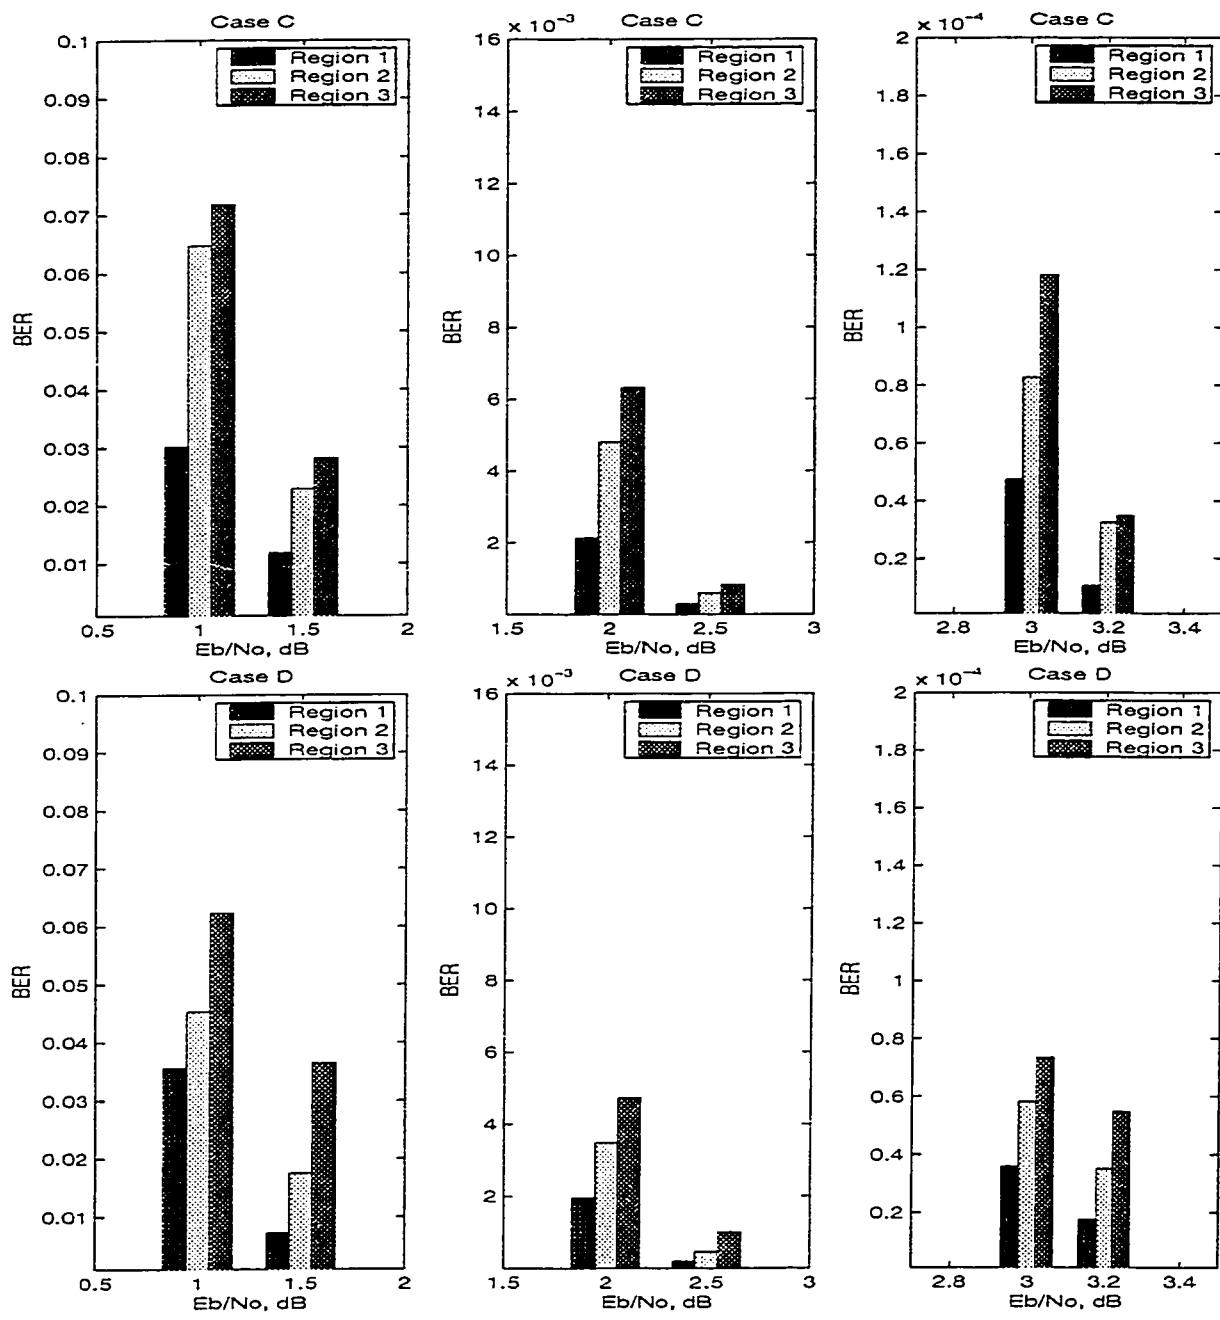 Case C
0.1
0.09
0.08
0.07
0.06
0.05
0.04
0.03
0.02
0.01
BER
Region 1
Region 2
Region 3
0.5 1 1.5 2
Eb/No, dB
× 10⁻³ Case C
16
14
12
10
8
6
4
2
BER
Region 1
Region 2
Region 3
1.5 2 2.5 3
Eb/No, dB
× 10⁻⁴ Case C
2
1.8
1.6
1.4
1.2
1
0.8
0.6
0.4
0.2
BER
Region 1
Region 2
Region 3
2.8 3 3.2 3.4
Eb/No, dB
Case D
0.1
0.09
0.08
0.07
0.06
0.05
0.04
0.03
0.02
0.01
BER
Region 1
Region 2
Region 3
0.5 1 1.5 2
Eb/No, dB
× 10⁻³ Case D
16
14
12
10
8
6
4
2
BER
Region 1
Region 2
Region 3
1.5 2 2.5 3
Eb/No, dB
× 10⁻⁴ Case D
2
1.8
1.6
1.4
1.2
1
0.8
0.6
0.4
0.2
BER
Region 1
Region 2
Region 3
2.8 3 3.2 3.4
Eb/No, dB